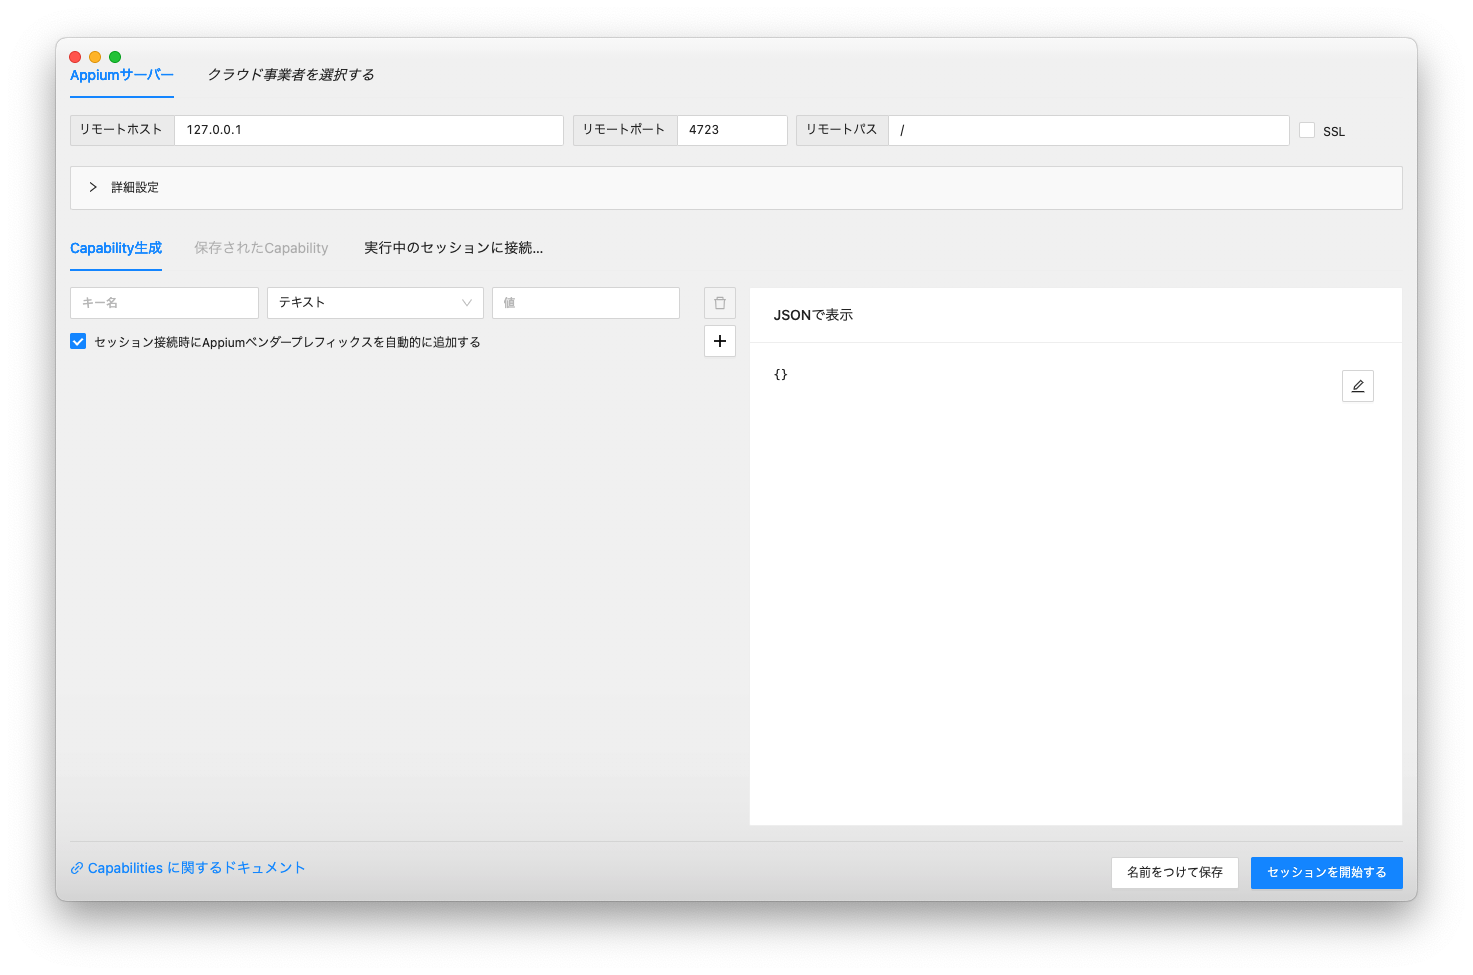 Appiumサーバー クラウド事業者を選択する
リモートホスト 127.0.0.1 リモートポート 4723 リモートパス / SSL
詳細設定
Capability生成 保存されたCapability 実行中のセッションに接続...
キー名 テキスト 値
セッション接続時にAppiumベンダープレフィックスを自動的に追加する
JSONで表示
{}
Capabilities に関するドキュメント
名前をつけて保存 セッションを開始する